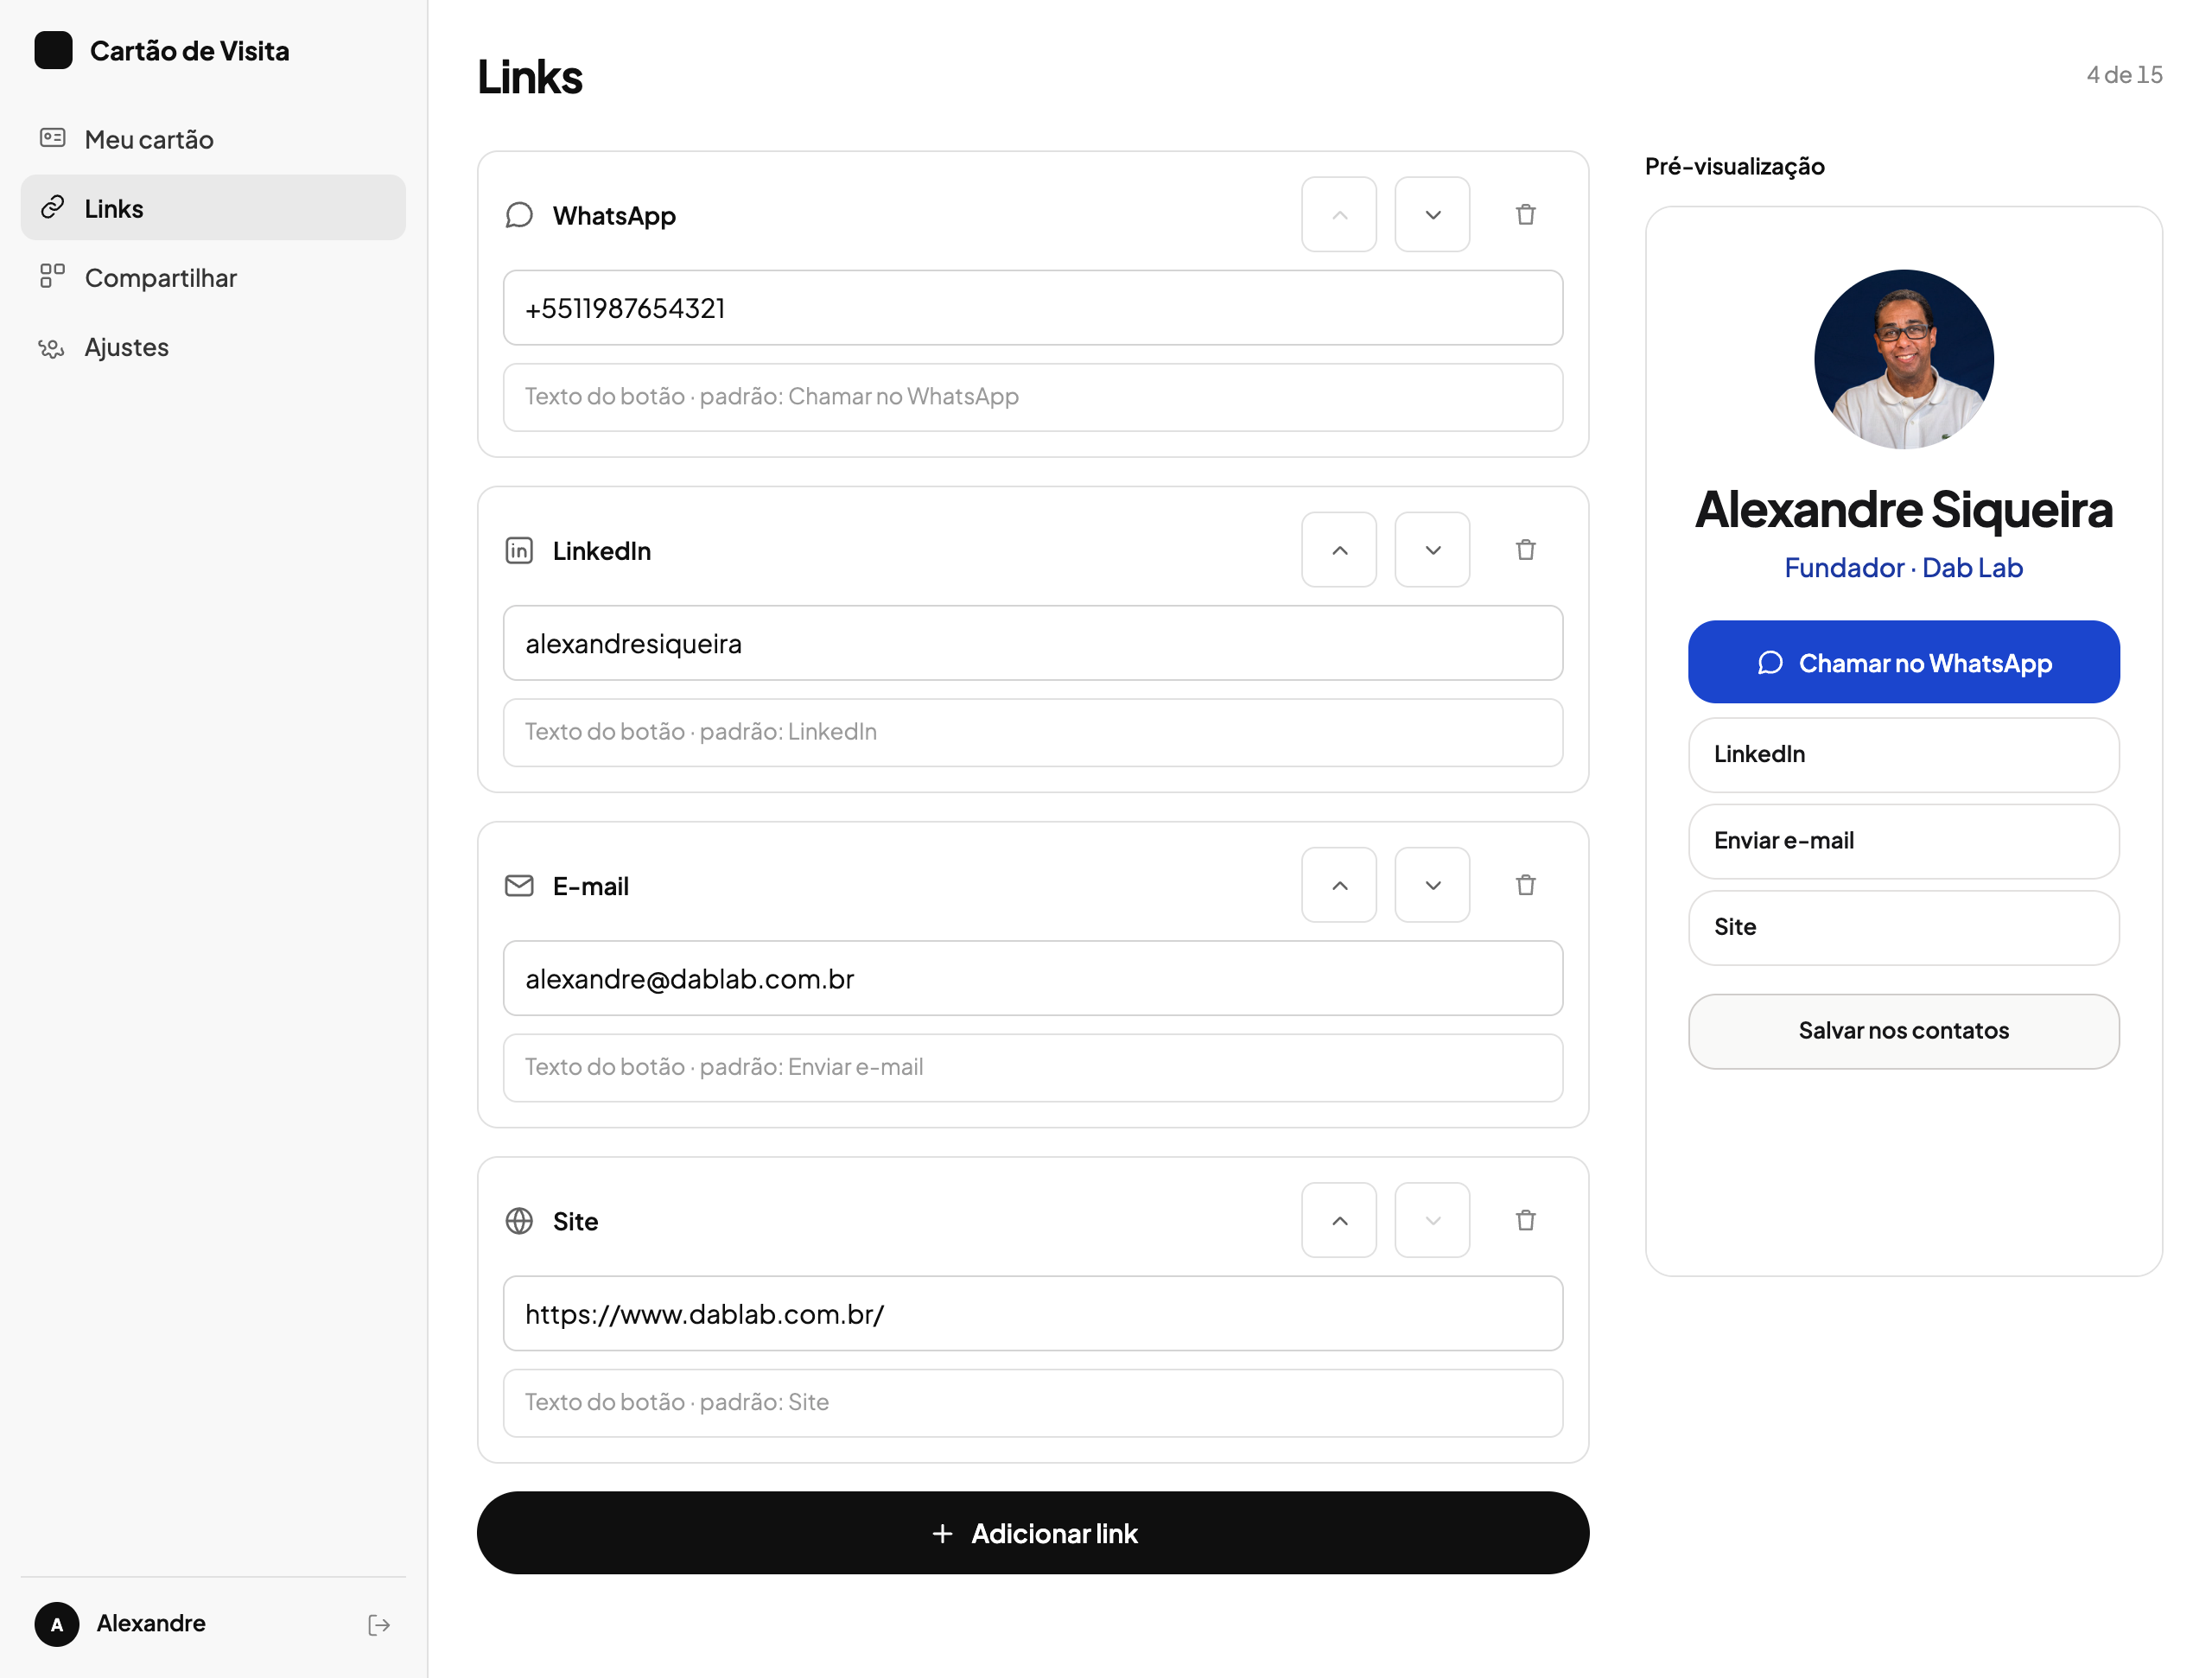 Cartão de Visita
Meu cartão
Links
Compartilhar
Ajustes
A
Alexandre
Links
4 de 15
WhatsApp
+5511987654321
Texto do botão · padrão: Chamar no WhatsApp
in
LinkedIn
alexandresiqueira
Texto do botão · padrão: LinkedIn
E-mail
alexandre@dablab.com.br
Texto do botão · padrão: Enviar e-mail
Site
https://www.dablab.com.br/
Texto do botão · padrão: Site
Adicionar link
Pré-visualização
Alexandre Siqueira
Fundador · Dab Lab
Chamar no WhatsApp
LinkedIn
Enviar e-mail
Site
Salvar nos contatos